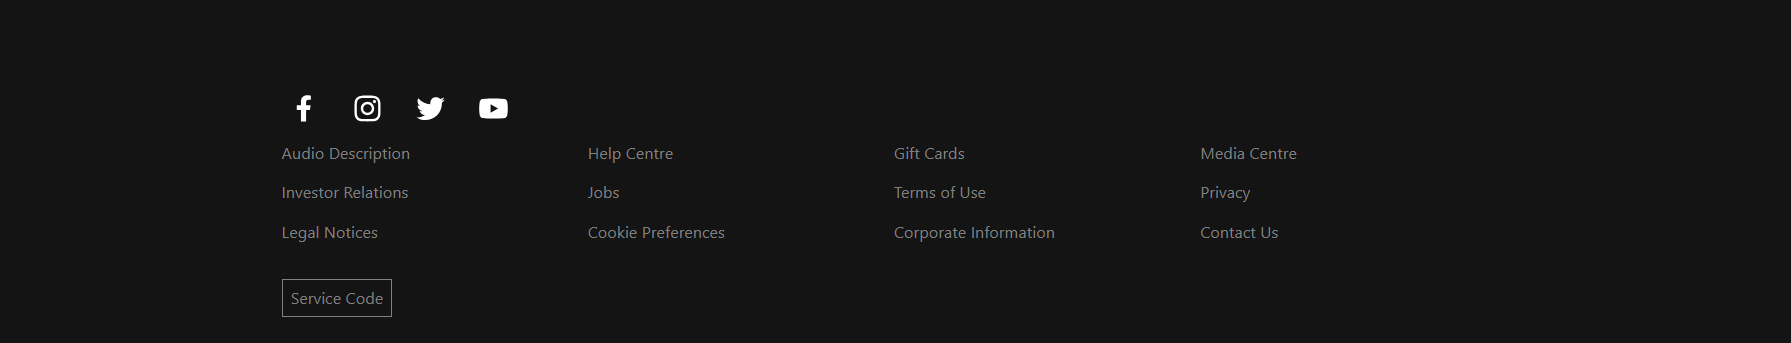 Audio Description Help Centre Gift Cards Media Centre
Investor Relations Jobs Terms of Use Privacy
Legal Notices Cookie Preferences Corporate Information Contact Us
Service Code